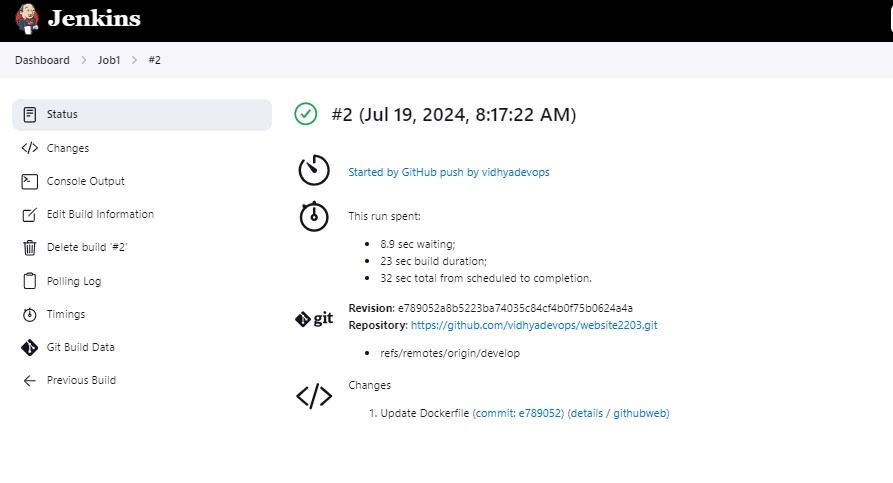 Jenkins
Dashboard > Job1 > #2
Status
Changes
Console Output
Edit Build Information
Delete build '#2'
Polling Log
Timings
Git Build Data
Previous Build
#2 (Jul 19, 2024, 8:17:22 AM)
Started by GitHub push by vidhyadevops
This run spent:
8.9 sec waiting;
23 sec build duration;
32 sec total from scheduled to completion.
git
Revision: e789052a8b5223ba74035c84cf4b0f75b0624a4a
Repository: https://github.com/vidhyadevops/website2203.git
refs/remotes/origin/develop
Changes
1. Update Dockerfile (commit: e789052) (details / githubweb)